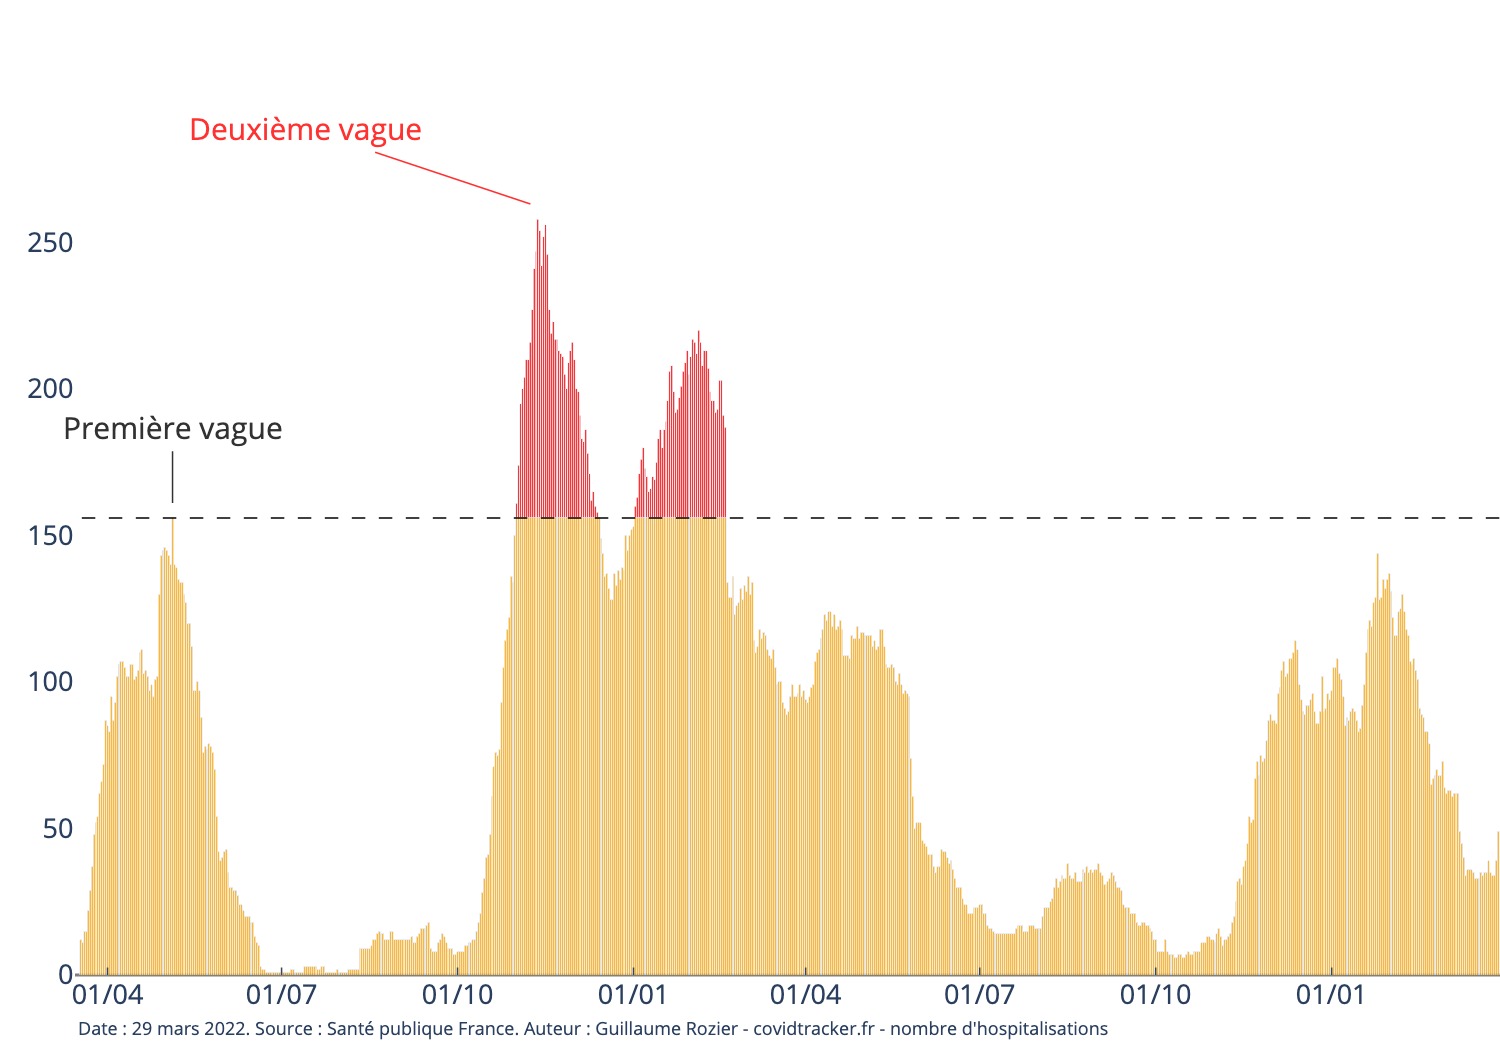 Deuxième vague
250
200
Première vague
150
100
50
0
01/04 01/07 01/10 01/01 01/04 01/07 01/10 01/01
Date : 29 mars 2022. Source : Santé publique France. Auteur : Guillaume Rozier - covidtracker.fr - nombre d'hospitalisations